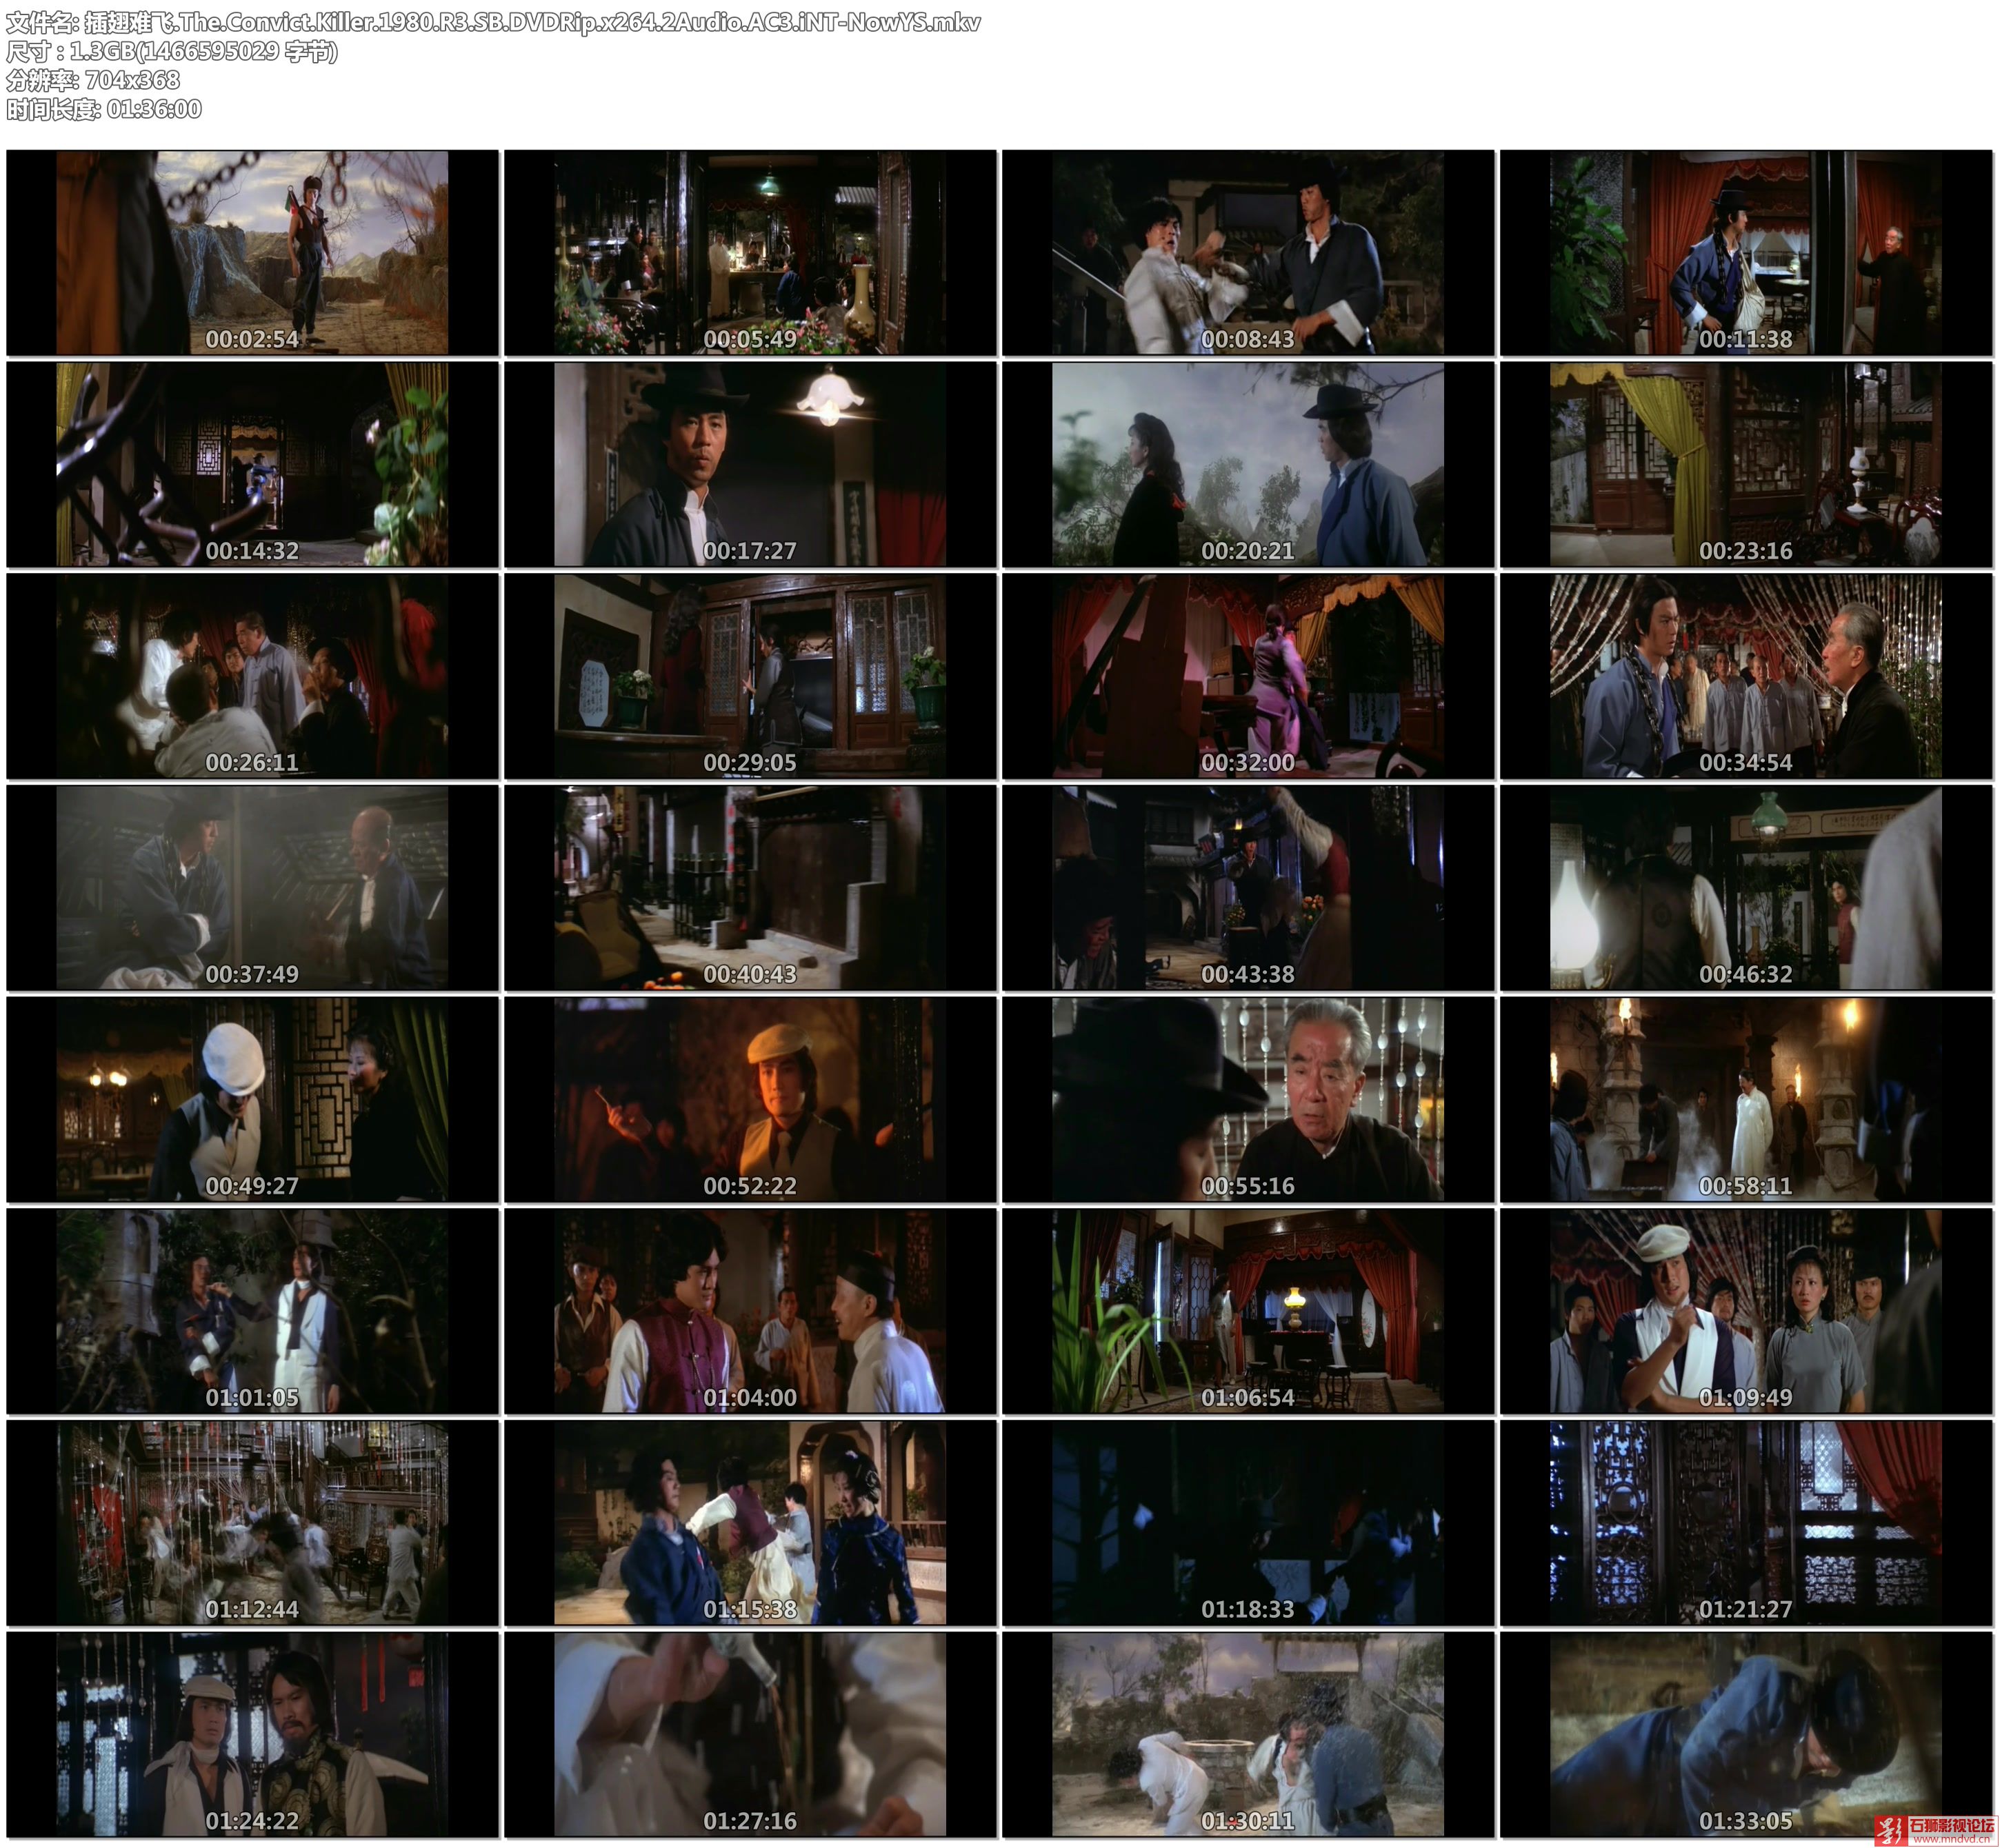 文件名: 插翅难飞.The.Convict.Killer.1980.R3.SB.DVDRip.x264.2Audio.AC3.iNT-NowYS.mkv
尺寸 : 1.3GB(1466595029 字节)
分辨率: 704x368
时间长度: 01:36:00
00:02:54 00:05:49 00:08:43 00:11:38
00:14:32 00:17:27 00:20:21 00:23:16
00:26:11 00:29:05 00:32:00 00:34:54
00:37:49 00:40:43 00:43:38 00:46:32
00:49:27 00:52:22 00:55:16 00:58:11
01:01:05 01:04:00 01:06:54 01:09:49
01:12:44 01:15:38 01:18:33 01:21:27
01:24:22 01:27:16 01:30:11 01:33:05
影 石狮影视论坛
www.mndvd.cn